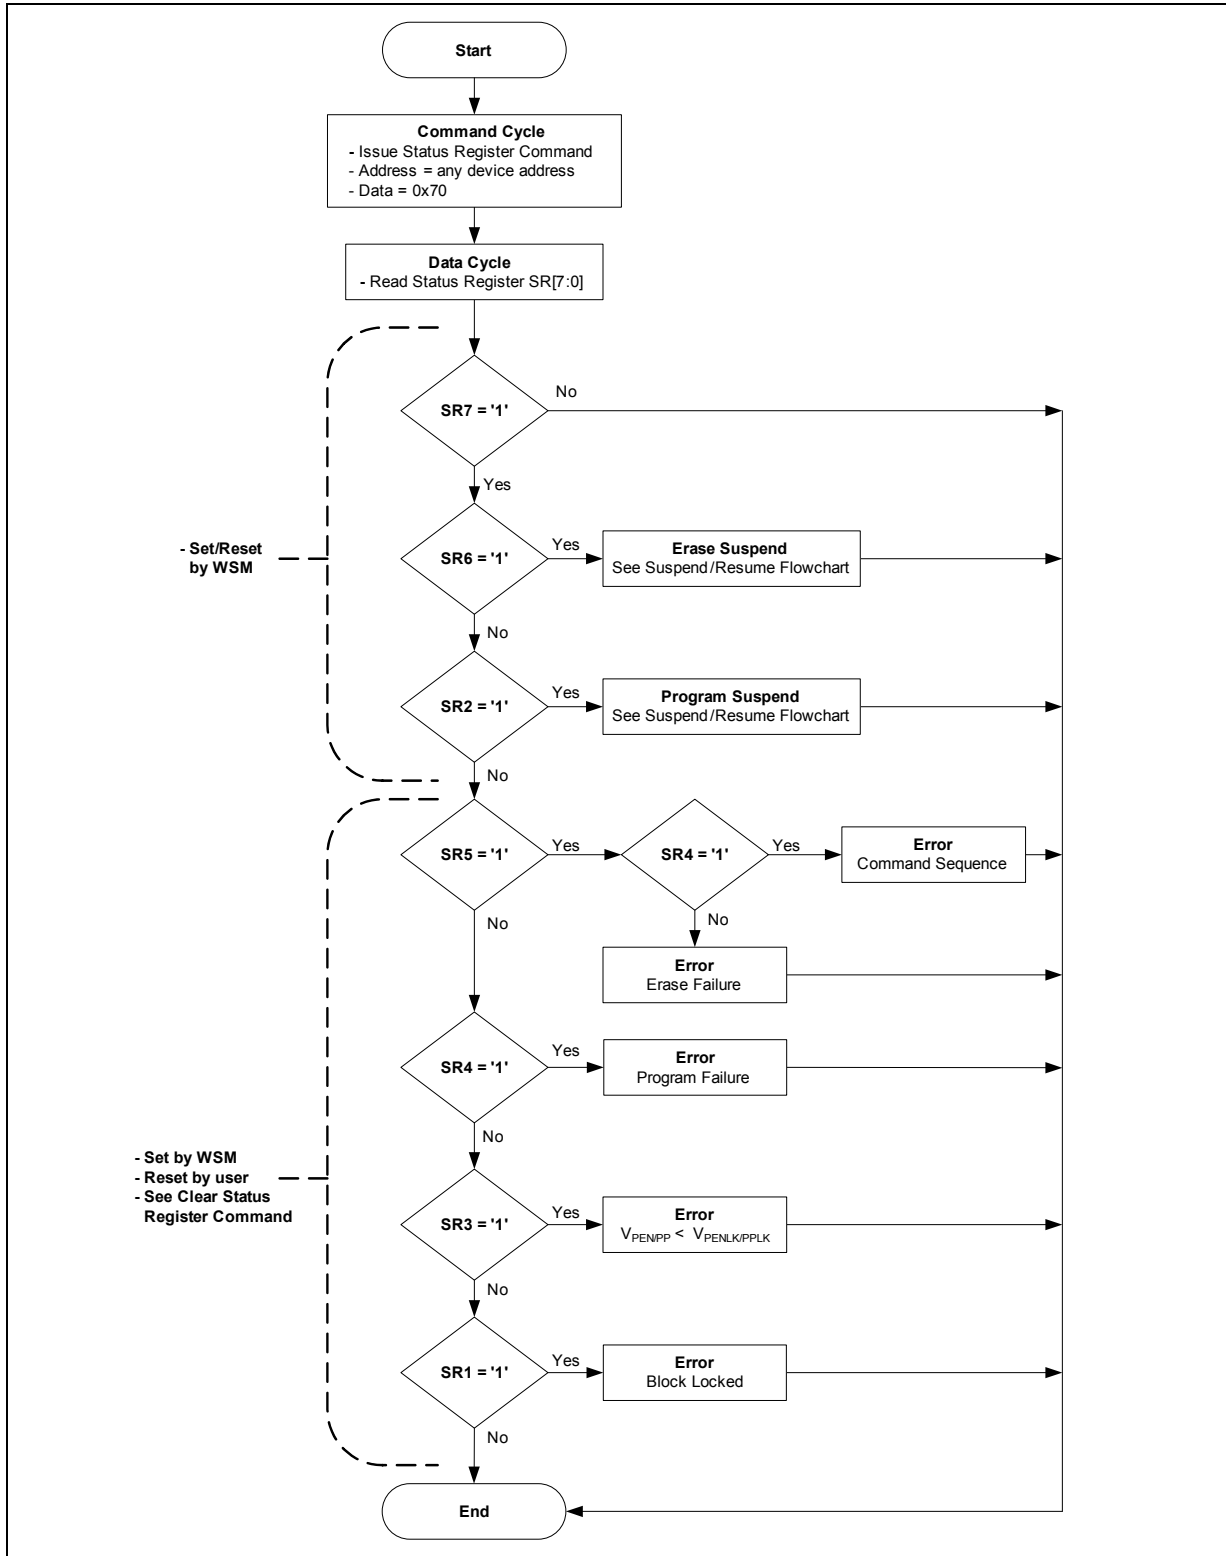 Start
Command Cycle
- Issue Status Register Command
- Address = any device address
- Data = 0x70
Data Cycle
- Read Status Register SR[7:0]
SR7 = '1'
No
Yes
- Set/Reset
by WSM
SR6 = '1'
Yes
Erase Suspend
See Suspend/Resume Flowchart
No
SR2 = '1'
Yes
Program Suspend
See Suspend/Resume Flowchart
No
SR5 = '1'
Yes
SR4 = '1'
Yes
Error
Command Sequence
No
No
Error
Erase Failure
SR4 = '1'
Yes
Error
Program Failure
No
- Set by WSM
- Reset by user
- See Clear Status
Register Command
SR3 = '1'
Yes
Error
VPEN/PP < VPENLK/PPLK
No
SR1 = '1'
Yes
Error
Block Locked
No
End